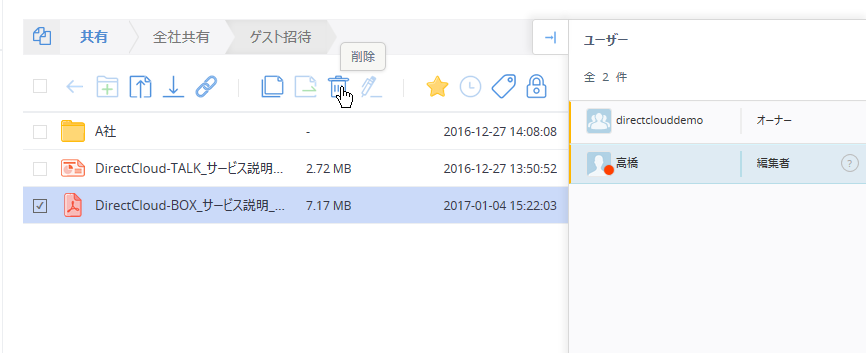 共有 全社共有 ゲスト招待
削除
A社 - 2016-12-27 14:08:08
DirectCloud-TALK_サービス説明... 2.72 MB 2016-12-27 13:50:52
DirectCloud-BOX_サービス説明_... 7.17 MB 2017-01-04 15:22:03
ユーザー
全 2 件
directclouddemo オーナー
高橋 編集者 ?